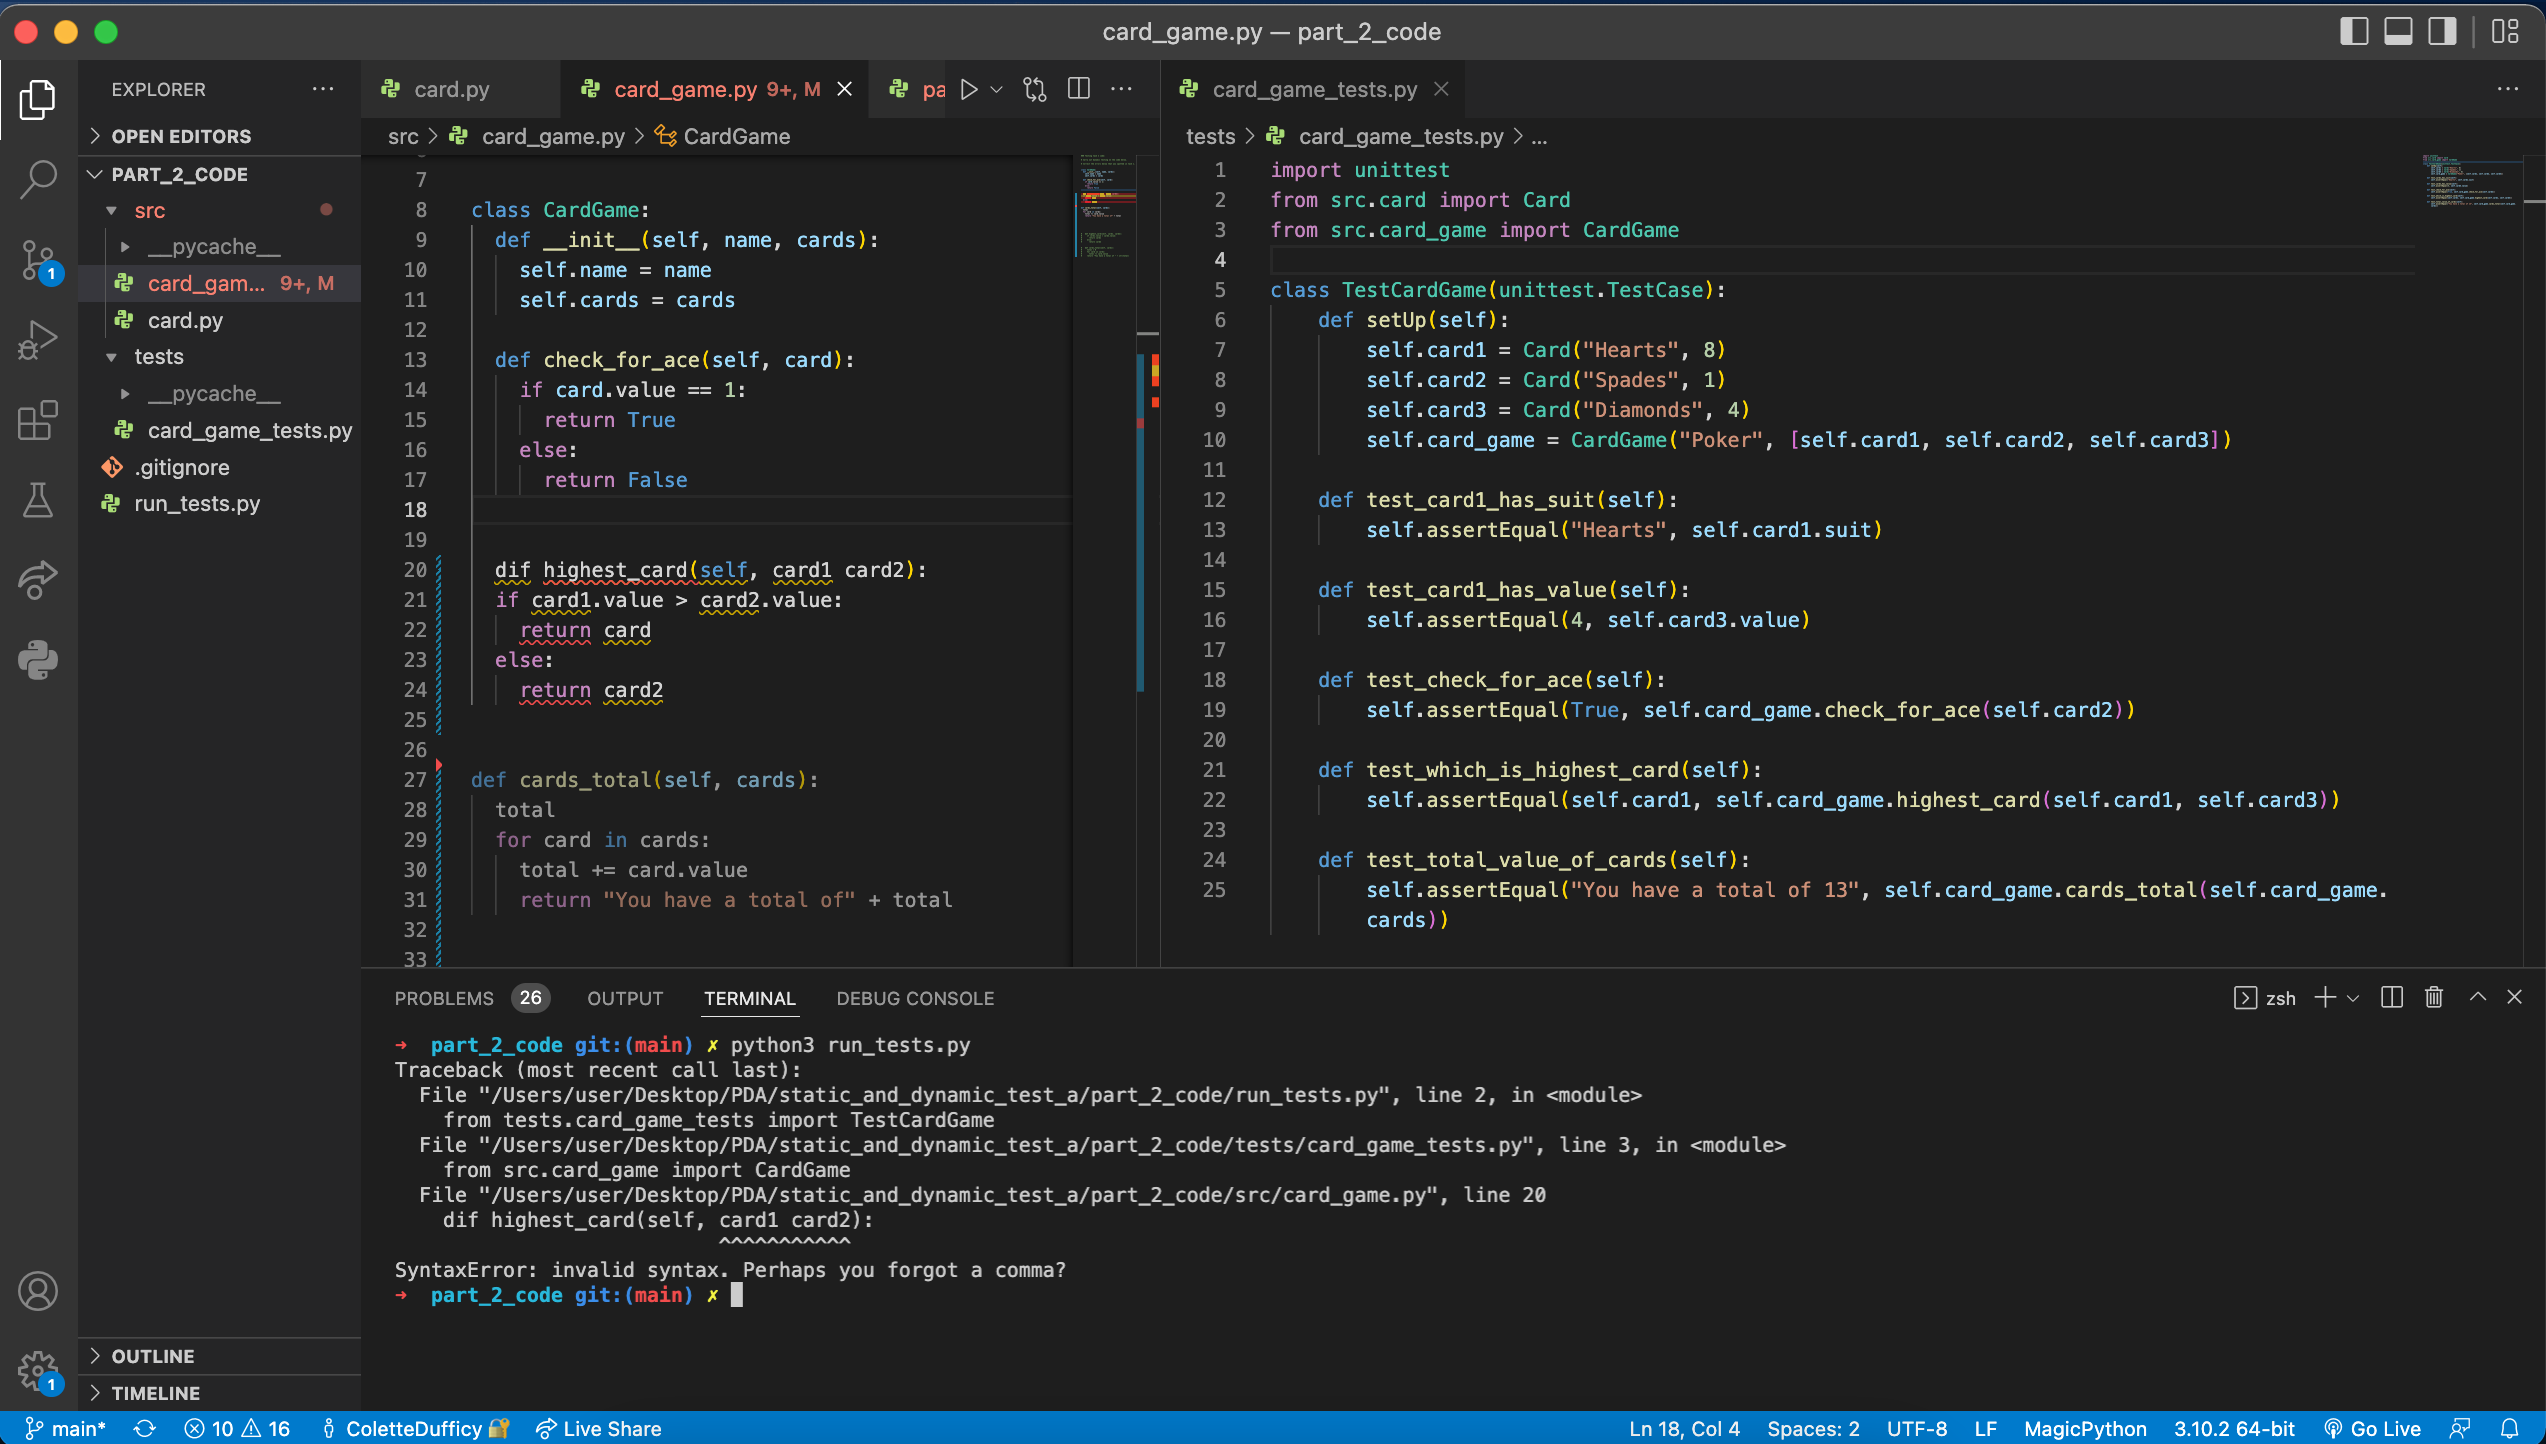 card_game.py — part_2_code
EXPLORER
OPEN EDITORS
PART_2_CODE
src
__pycache__
card_gam... 9+, M
card.py
tests
__pycache__
card_game_tests.py
.gitignore
run_tests.py
OUTLINE
TIMELINE
1
1
card.py
card_game.py 9+, M
pa
src > card_game.py > CardGame
7
8 class CardGame:
9 def __init__(self, name, cards):
10 self.name = name
11 self.cards = cards
12
13 def check_for_ace(self, card):
14 if card.value == 1:
15 return True
16 else:
17 return False
18
19
20 dif highest_card(self, card1 card2):
21 if card1.value > card2.value:
22 return card
23 else:
24 return card2
25
26
27 def cards_total(self, cards):
28 total
29 for card in cards:
30 total += card.value
31 return "You have a total of" + total
32
33
card_game_tests.py
tests > card_game_tests.py > ...
1 import unittest
2 from src.card import Card
3 from src.card_game import CardGame
4
5 class TestCardGame(unittest.TestCase):
6 def setUp(self):
7 self.card1 = Card("Hearts", 8)
8 self.card2 = Card("Spades", 1)
9 self.card3 = Card("Diamonds", 4)
10 self.card_game = CardGame("Poker", [self.card1, self.card2, self.card3])
11
12 def test_card1_has_suit(self):
13 self.assertEqual("Hearts", self.card1.suit)
14
15 def test_card1_has_value(self):
16 self.assertEqual(4, self.card3.value)
17
18 def test_check_for_ace(self):
19 self.assertEqual(True, self.card_game.check_for_ace(self.card2))
20
21 def test_which_is_highest_card(self):
22 self.assertEqual(self.card1, self.card_game.highest_card(self.card1, self.card3))
23
24 def test_total_value_of_cards(self):
25 self.assertEqual("You have a total of 13", self.card_game.cards_total(self.card_game.
cards))
PROBLEMS 26 OUTPUT TERMINAL DEBUG CONSOLE
zsh
→ part_2_code git:(main) ✗ python3 run_tests.py
Traceback (most recent call last):
File "/Users/user/Desktop/PDA/static_and_dynamic_test_a/part_2_code/run_tests.py", line 2, in <module>
from tests.card_game_tests import TestCardGame
File "/Users/user/Desktop/PDA/static_and_dynamic_test_a/part_2_code/tests/card_game_tests.py", line 3, in <module>
from src.card_game import CardGame
File "/Users/user/Desktop/PDA/static_and_dynamic_test_a/part_2_code/src/card_game.py", line 20
dif highest_card(self, card1 card2):
^^^^^^^^^^^
SyntaxError: invalid syntax. Perhaps you forgot a comma?
→ part_2_code git:(main) ✗
main* 10 16 ColetteDufficy Live Share Ln 18, Col 4 Spaces: 2 UTF-8 LF MagicPython 3.10.2 64-bit Go Live